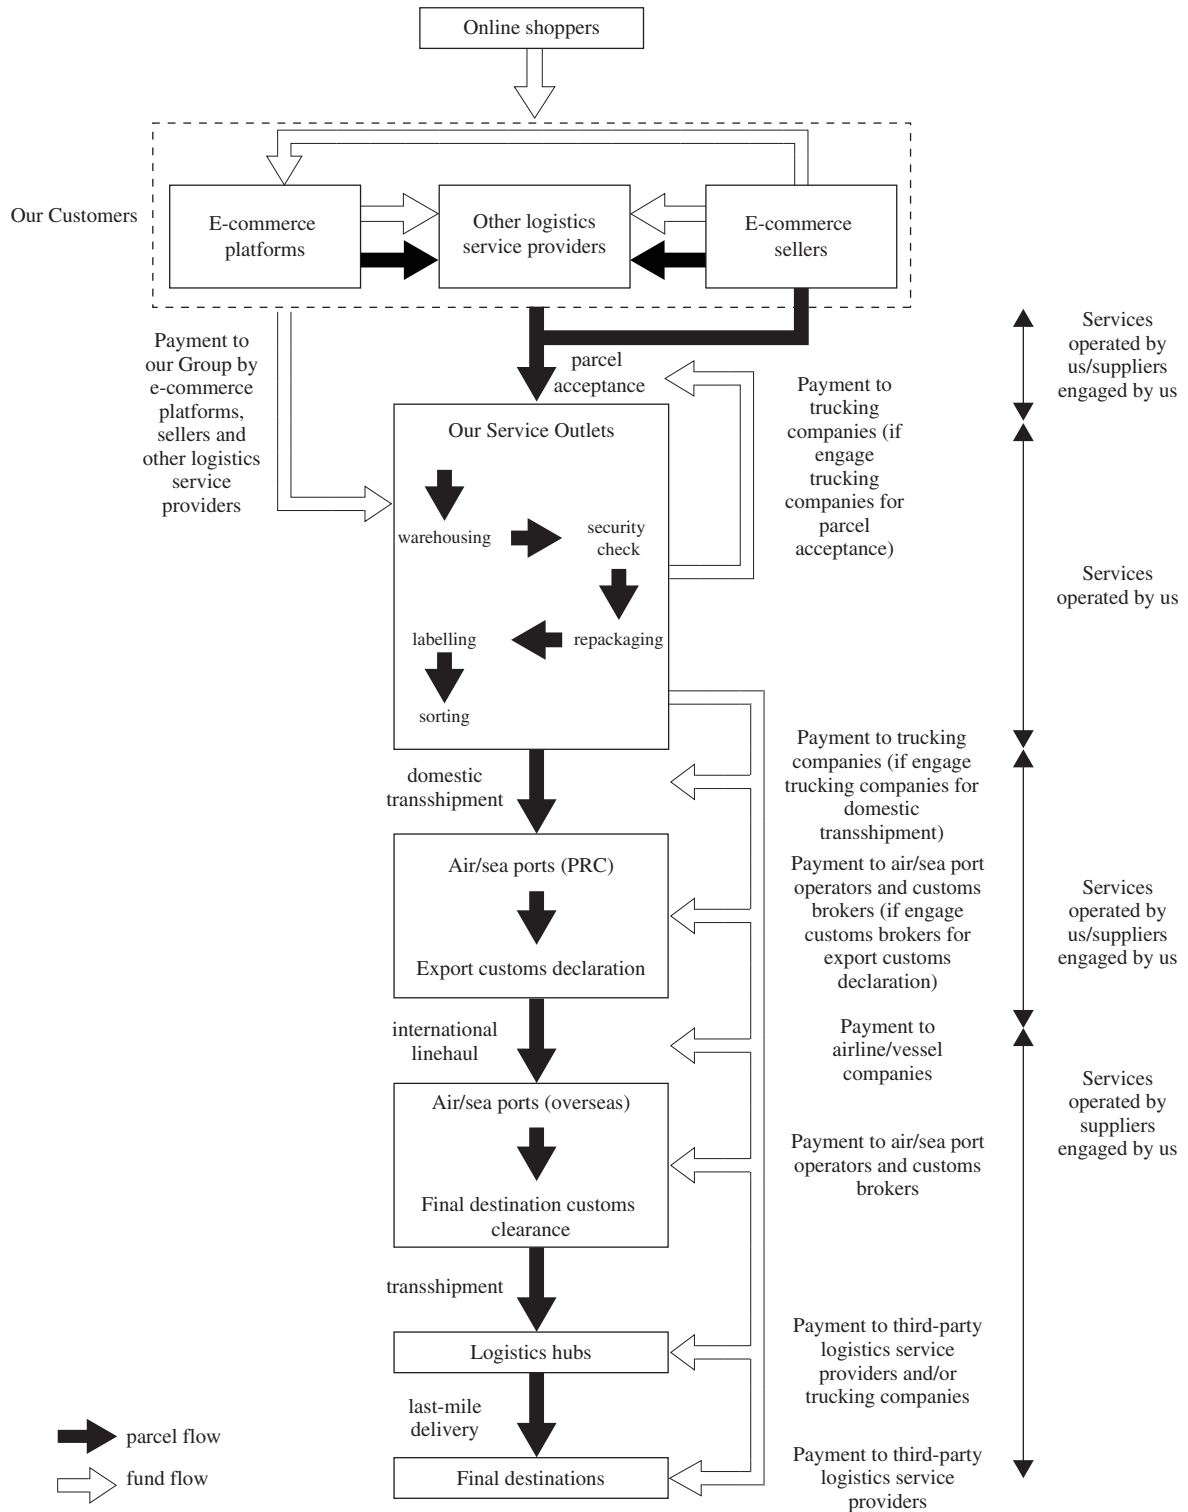 Online shoppers
Our Customers
E-commerce
platforms
Other logistics
service providers
E-commerce
sellers
Payment to
our Group by
e-commerce
platforms,
sellers and
other logistics
service
providers
parcel
acceptance
Payment to
trucking
companies (if
engage
trucking
companies for
parcel
acceptance)
Services
operated by
us/suppliers
engaged by us
Our Service Outlets
warehousing
security
check
labelling
repackaging
sorting
Services
operated by us
domestic
transshipment
Payment to trucking
companies (if engage
trucking companies for
domestic
transshipment)
Air/sea ports (PRC)
Export customs declaration
Payment to air/sea port
operators and customs
brokers (if engage
customs brokers for
export customs
declaration)
Services
operated by
us/suppliers
engaged by us
international
linehaul
Payment to
airline/vessel
companies
Air/sea ports (overseas)
Final destination customs
clearance
Payment to air/sea port
operators and customs
brokers
Services
operated by
suppliers
engaged by us
transshipment
Logistics hubs
Payment to third-party
logistics service
providers and/or
trucking companies
last-mile
delivery
Final destinations
Payment to third-party
logistics service
providers
parcel flow
fund flow